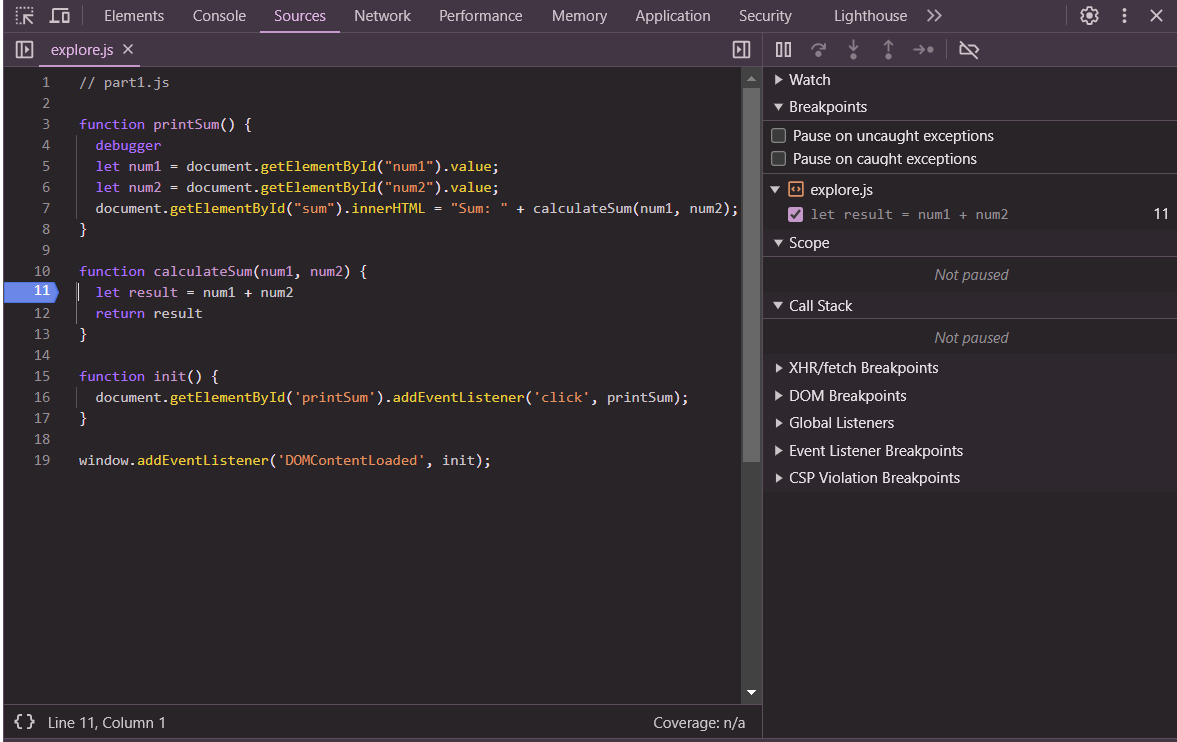 Elements Console Sources Network Performance Memory Application Security Lighthouse
explore.js
1 // part1.js
2
3 function printSum() {
4 debugger
5 let num1 = document.getElementById("num1").value;
6 let num2 = document.getElementById("num2").value;
7 document.getElementById("sum").innerHTML = "Sum: " + calculateSum(num1, num2);
8 }
9
10 function calculateSum(num1, num2) {
11 let result = num1 + num2
12 return result
13 }
14
15 function init() {
16 document.getElementById('printSum').addEventListener('click', printSum);
17 }
18
19 window.addEventListener('DOMContentLoaded', init);
{} Line 11, Column 1
Coverage: n/a
Watch
Breakpoints
Pause on uncaught exceptions
Pause on caught exceptions
explore.js
let result = num1 + num2 11
Scope
Not paused
Call Stack
Not paused
XHR/fetch Breakpoints
DOM Breakpoints
Global Listeners
Event Listener Breakpoints
CSP Violation Breakpoints